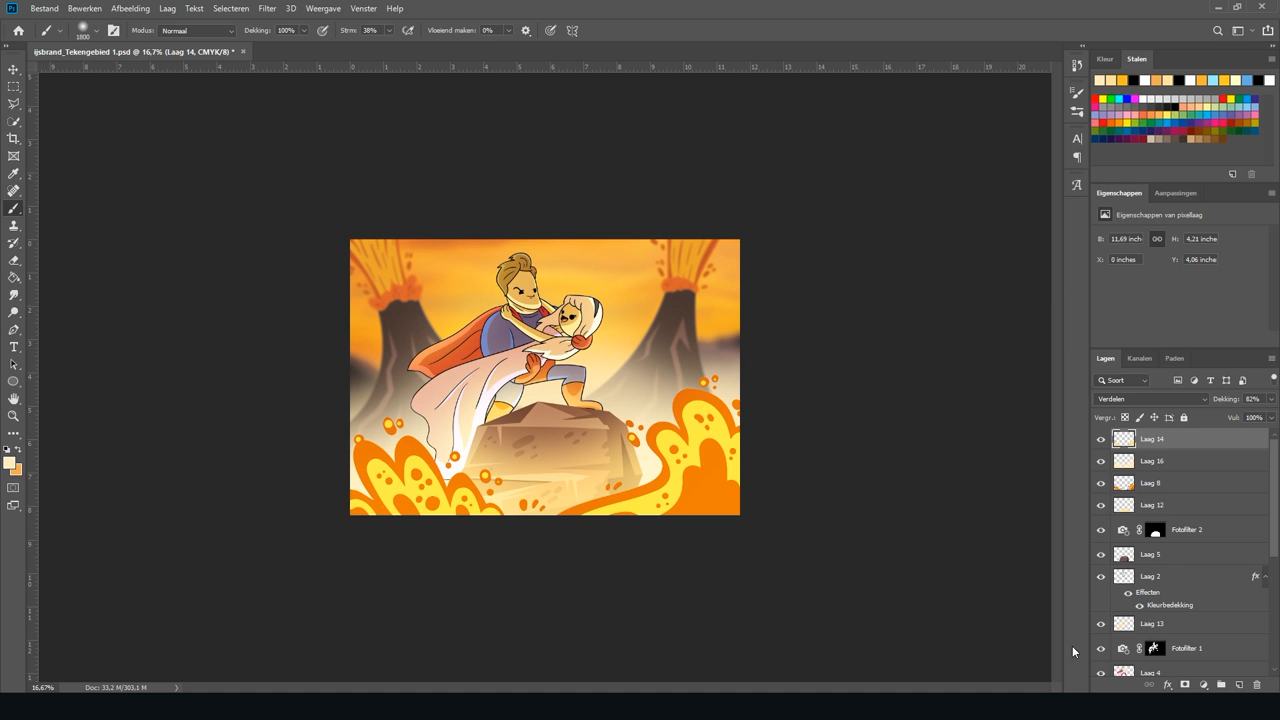 Bestand Bewerken Afbeelding Laag Tekst Selecteren Filter 3D Weergave Venster Help
1800 Modus: Normaal Dekking: 100% Strm: 38% Vloeiend maken: 0%
ijsbrand_Tekengebied 1.psd @ 16,7% (Laag 14, CMYK/8) *
Kleur Stalen
Eigenschappen Aanpassingen
Eigenschappen van pixellaag
B: 11,69 inch H: 4,21 inche
X: 0 inches Y: 4,06 inche
Lagen Kanalen Paden
Soort
Verdelen Dekking: 82%
Vergr.: Vul: 100%
Laag 14
Laag 16
Laag 8
Laag 12
Fotofilter 2
Laag 5
Laag 2 fx
Effecten
Kleurbedekking
Laag 13
Fotofilter 1
Laag 4
16,67% Doc: 33,2 M/303,1 M